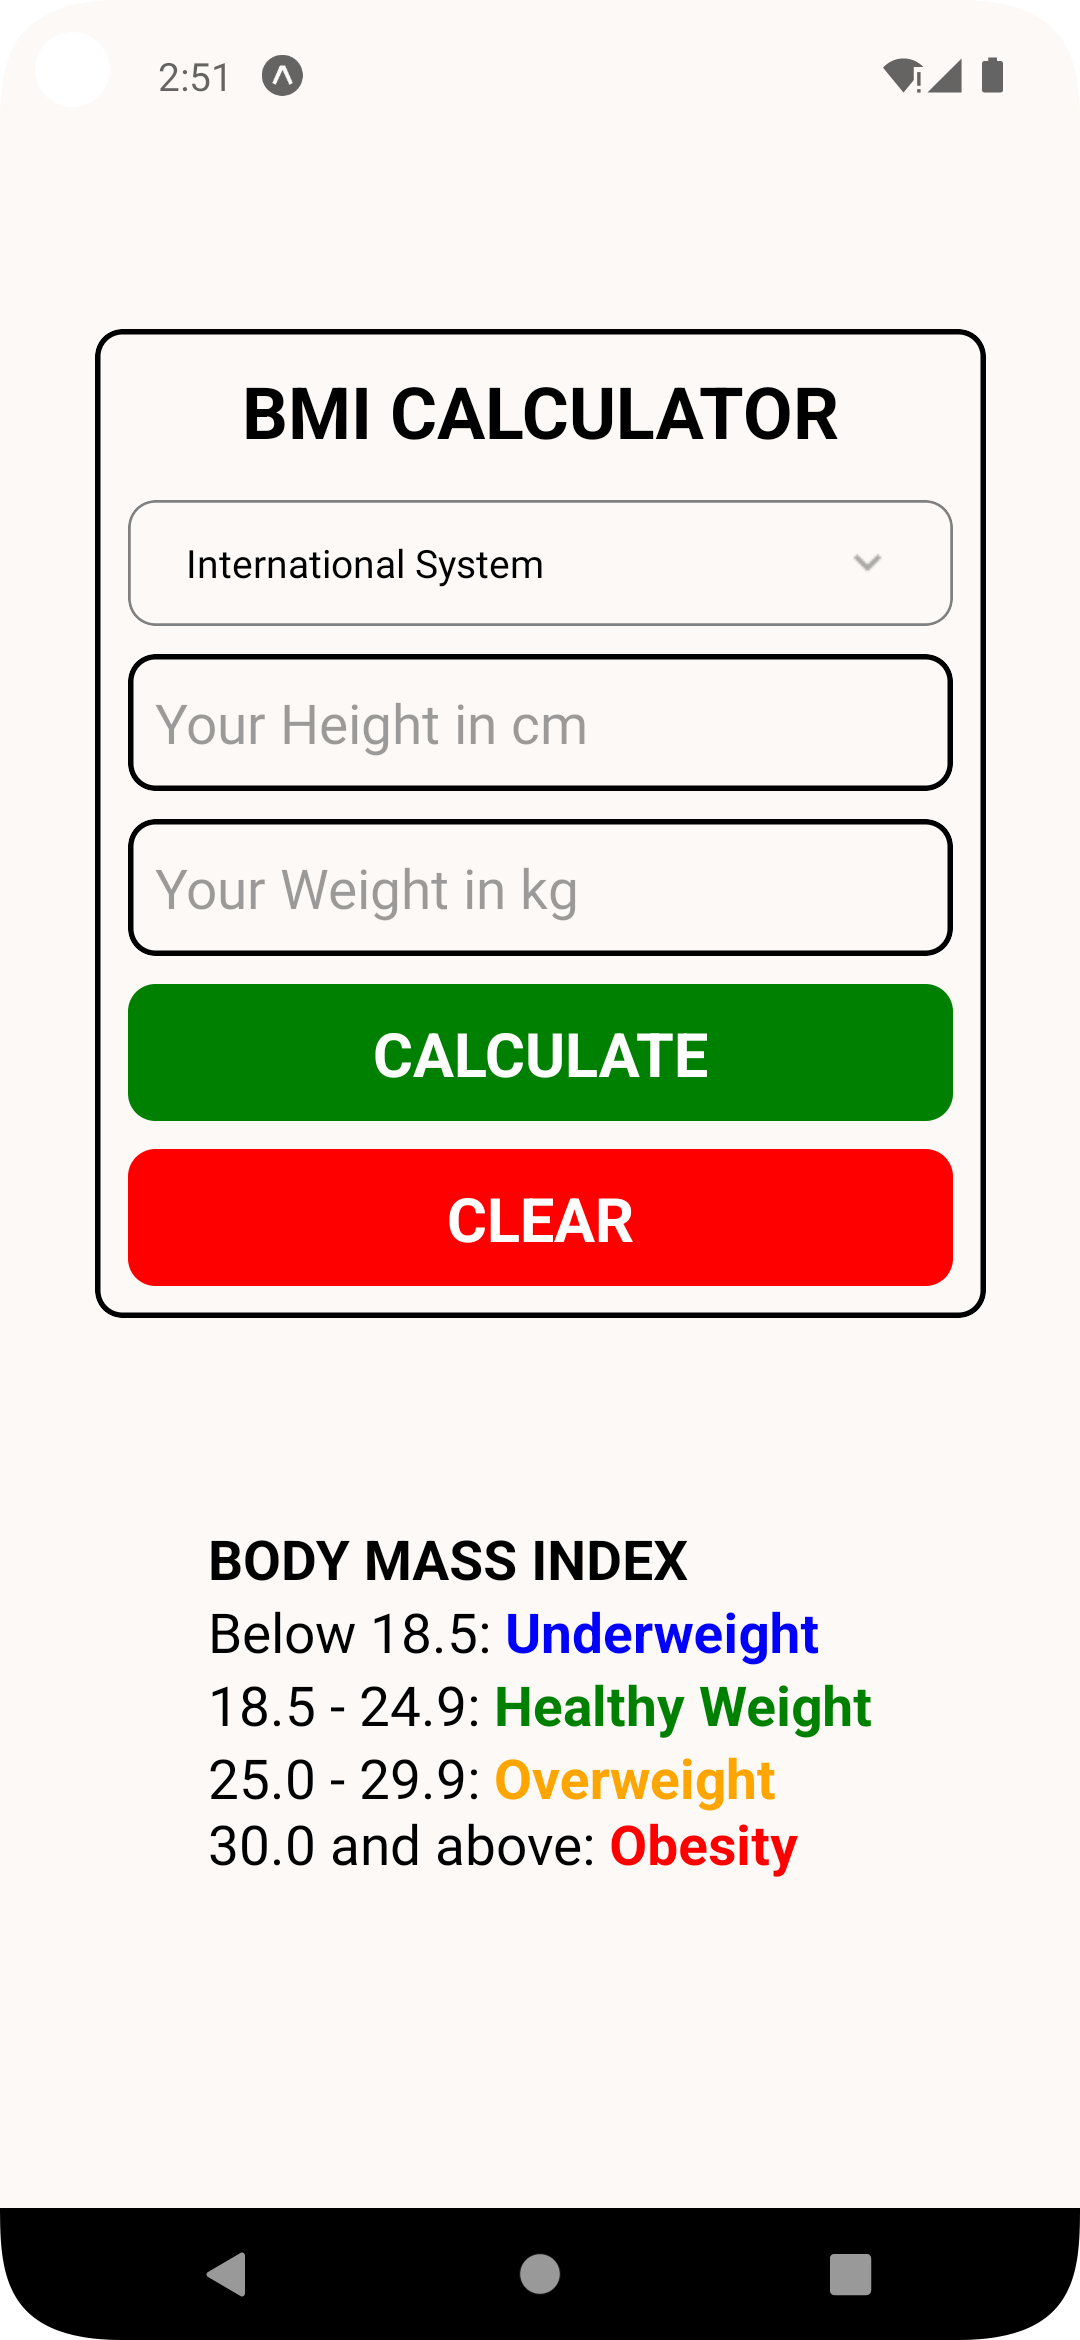 2:51
BMI CALCULATOR
International System
Your Height in cm
Your Weight in kg
CALCULATE
CLEAR
BODY MASS INDEX
Below 18.5: Underweight
18.5 - 24.9: Healthy Weight
25.0 - 29.9: Overweight
30.0 and above: Obesity